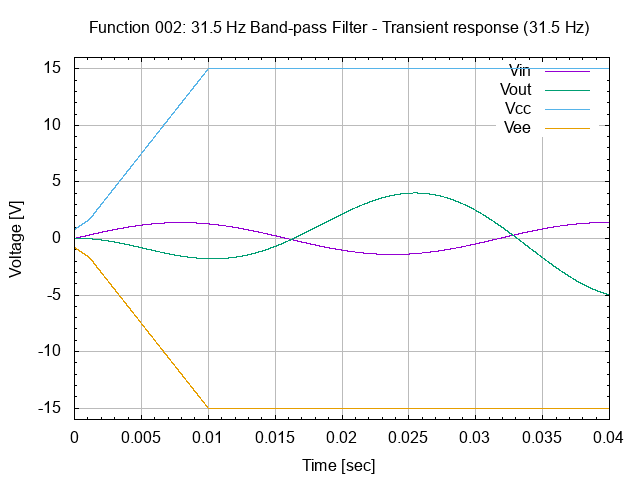 Function 002: 31.5 Hz Band-pass Filter - Transient response (31.5 Hz)
Vin
Vout
Vcc
Vee
15
10
5
0
-5
-10
-15
Voltage [V]
0
0.005
0.01
0.015
0.02
0.025
0.03
0.035
0.04
Time [sec]